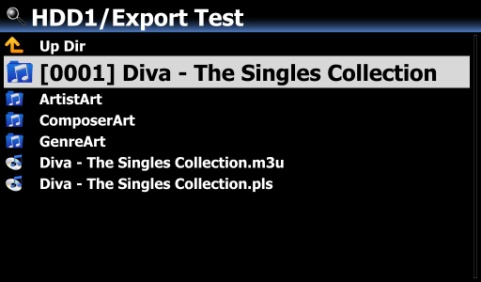 HDD1/Export Test
Up Dir
[0001] Diva - The Singles Collection
ArtistArt
ComposerArt
GenreArt
Diva - The Singles Collection.m3u
Diva - The Singles Collection.pls